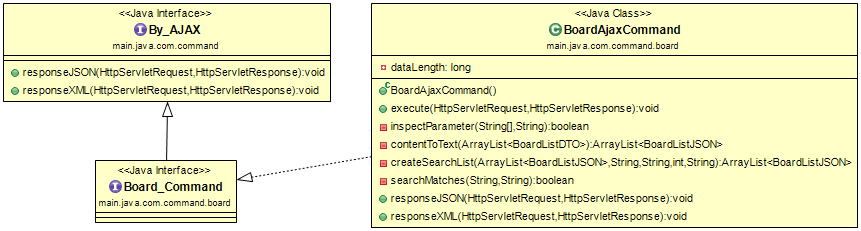 <<Java Interface>>
By_AJAX
main.java.com.command
responseJSON(HttpServletRequest,HttpServletResponse):void
responseXML(HttpServletRequest,HttpServletResponse):void
<<Java Interface>>
Board_Command
main.java.com.command.board
<<Java Class>>
BoardAjaxCommand
main.java.com.command.board
dataLength: long
BoardAjaxCommand()
execute(HttpServletRequest,HttpServletResponse):void
inspectParameter(String[],String):boolean
contentToText(ArrayList<BoardListDTO>):ArrayList<BoardListJSON>
createSearchList(ArrayList<BoardListJSON>,String,String,int,String):ArrayList<BoardListJSON>
searchMatches(String,String):boolean
responseJSON(HttpServletRequest,HttpServletResponse):void
responseXML(HttpServletRequest,HttpServletResponse):void